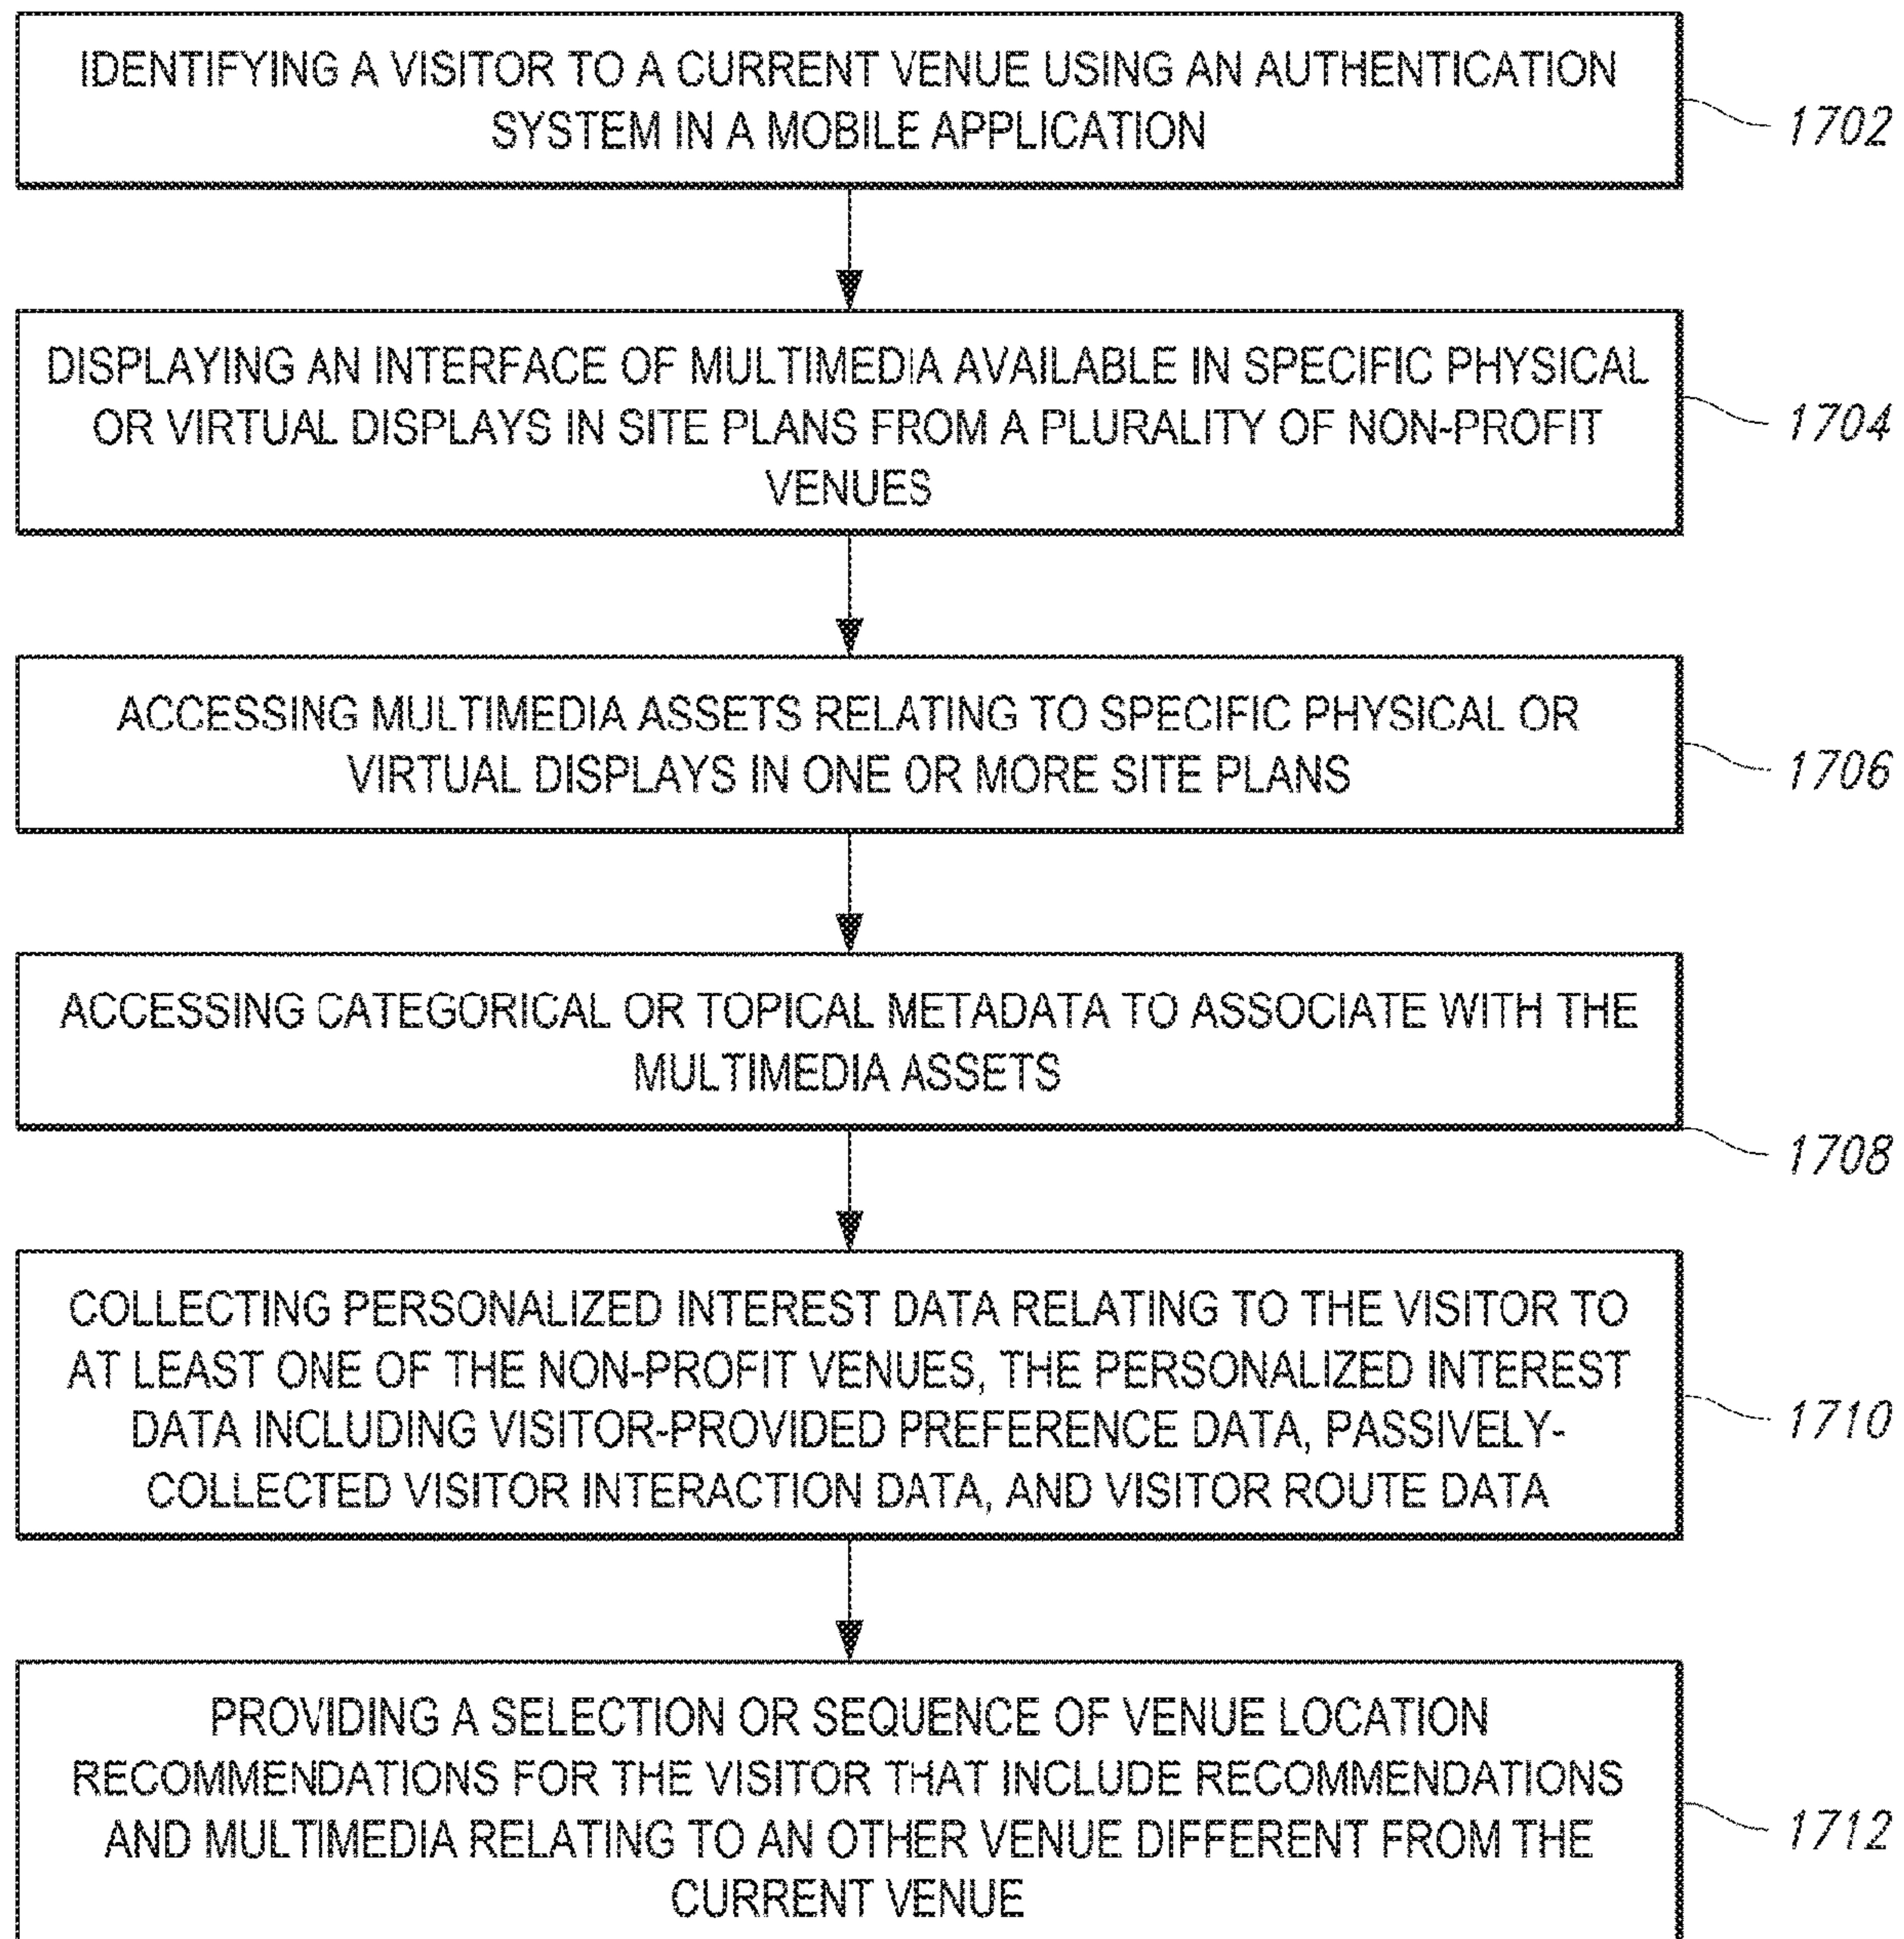 IDENTIFYING A VISITOR TO A CURRENT VENUE USING AN AUTHENTICATION
SYSTEM IN A MOBILE APPLICATION
1702
DISPLAYING AN INTERFACE OF MULTIMEDIA AVAILABLE IN SPECIFIC PHYSICAL
OR VIRTUAL DISPLAYS IN SITE PLANS FROM A PLURALITY OF NON-PROFIT
VENUES
1704
ACCESSING MULTIMEDIA ASSETS RELATING TO SPECIFIC PHYSICAL OR
VIRTUAL DISPLAYS IN ONE OR MORE SITE PLANS
1706
ACCESSING CATEGORICAL OR TOPICAL METADATA TO ASSOCIATE WITH THE
MULTIMEDIA ASSETS
1708
COLLECTING PERSONALIZED INTEREST DATA RELATING TO THE VISITOR TO
AT LEAST ONE OF THE NON-PROFIT VENUES, THE PERSONALIZED INTEREST
DATA INCLUDING VISITOR-PROVIDED PREFERENCE DATA, PASSIVELY-
COLLECTED VISITOR INTERACTION DATA, AND VISITOR ROUTE DATA
1710
PROVIDING A SELECTION OR SEQUENCE OF VENUE LOCATION
RECOMMENDATIONS FOR THE VISITOR THAT INCLUDE RECOMMENDATIONS
AND MULTIMEDIA RELATING TO AN OTHER VENUE DIFFERENT FROM THE
CURRENT VENUE
1712